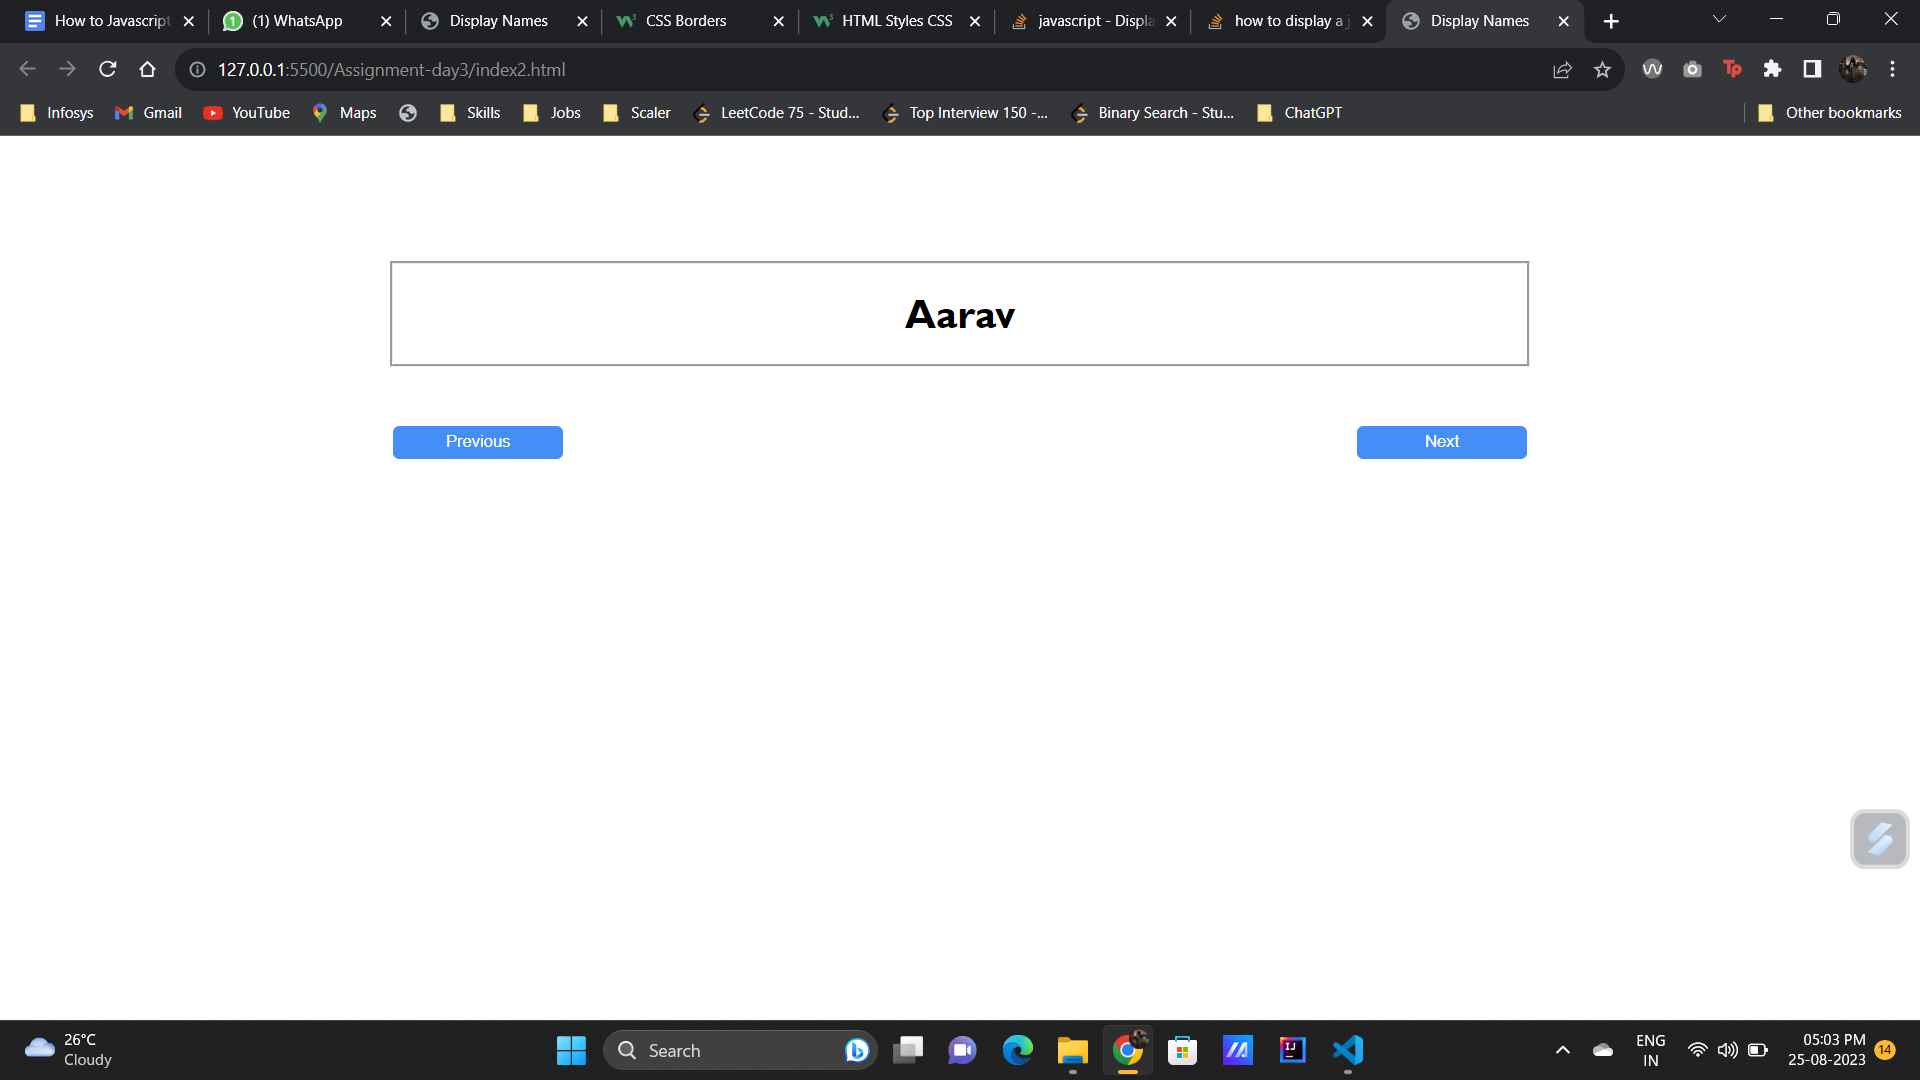 How to Javascript
(1) WhatsApp
Display Names
CSS Borders
HTML Styles CSS
javascript - Displa
how to display a j
Display Names
127.0.0.1:5500/Assignment-day3/index2.html
Infosys
Gmail
YouTube
Maps
Skills
Jobs
Scaler
LeetCode 75 - Stud...
Top Interview 150 -...
Binary Search - Stu...
ChatGPT
Other bookmarks
Aarav
Previous
Next
26°C
Cloudy
Search
ENG
IN
05:03 PM
25-08-2023
14